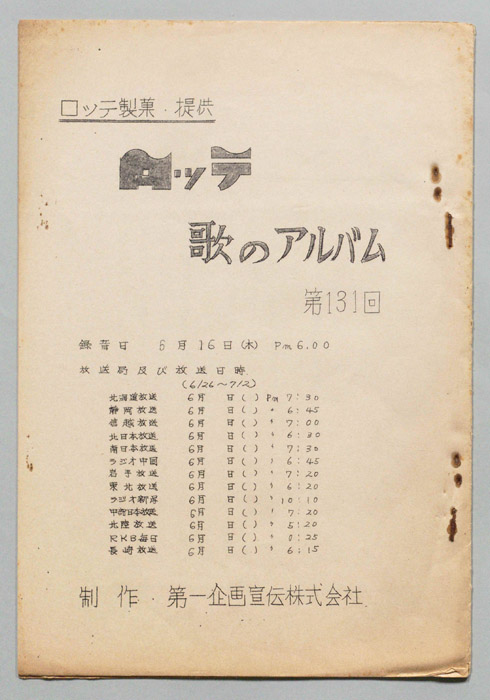 ロッテ製菓・提供
ロッテ
歌のアルバム
第131回
録音日 6月16日(木) Pm 6.00
放送局及び放送日時
(6/26〜7/2)
北海道放送 6月 日( ) Pm 7:30
静岡放送 6月 日( ) 〃 6:45
信越放送 6月 日( ) 〃 7:00
北日本放送 6月 日( ) 〃 6:30
南日本放送 6月 日( ) 〃 7:30
ラジオ中国 6月 日( ) 〃 6:45
岩手放送 6月 日( ) 〃 7:20
東北放送 6月 日( ) 〃 6:20
ラジオ新潟 6月 日( ) 〃 10:10
中部日本放送 6月 日( ) 〃 7:20
北陸放送 6月 日( ) 〃 5:20
RKB毎日 6月 日( ) 〃 :25
長崎放送 6月 日( ) 〃 6:15
制作・第一企画宣伝株式会社